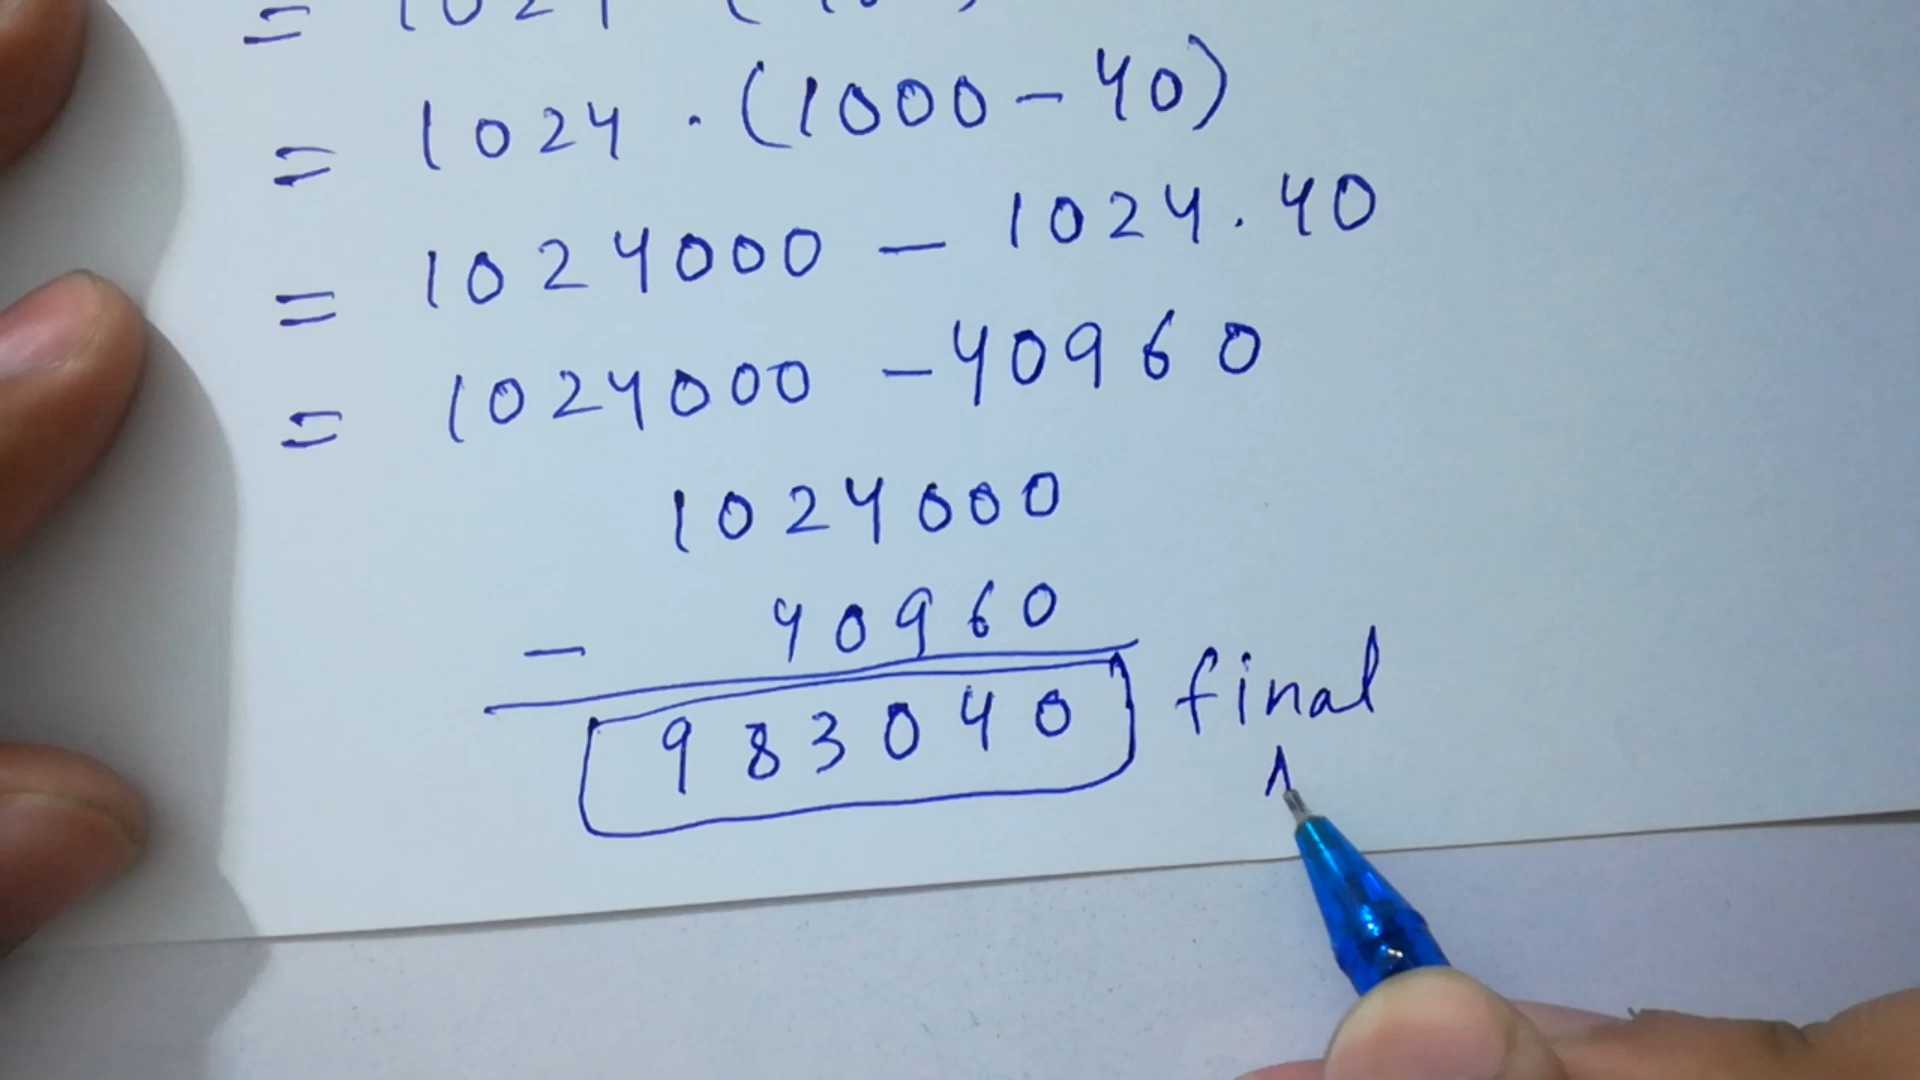 = 1024 · (1000 - 40)
= 1024000 - 1024.40
= 1024000 - 40960
1024000
- 40960
983040 final